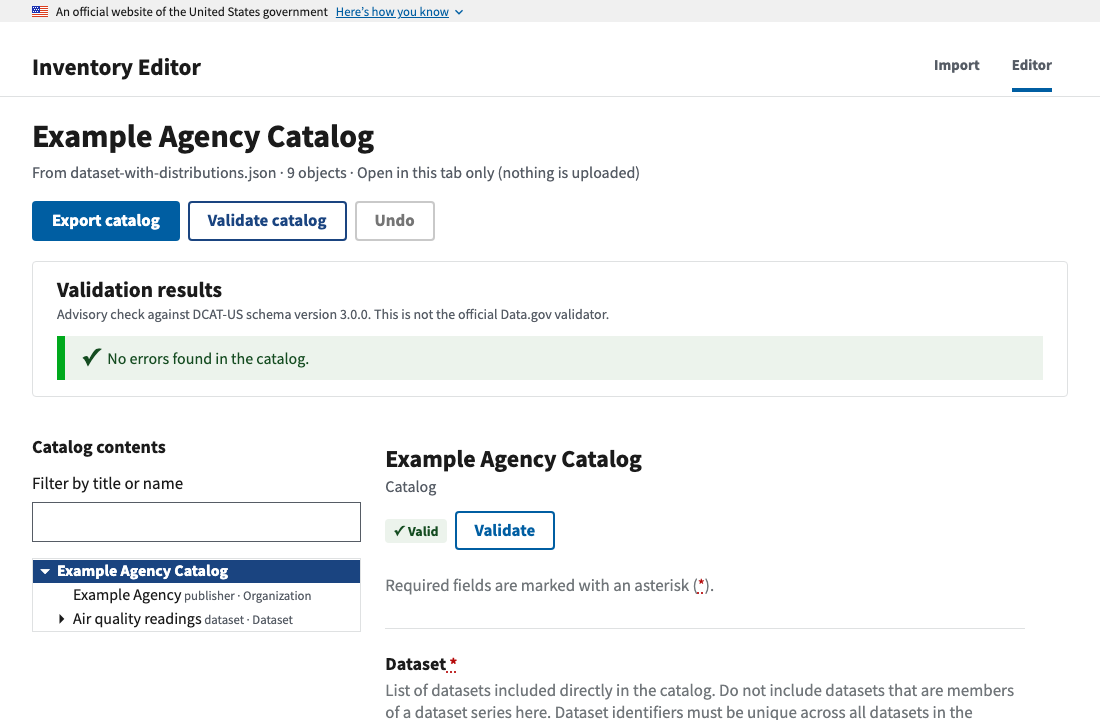 An official website of the United States government Here's how you know
Inventory Editor
Import Editor
Example Agency Catalog
From dataset-with-distributions.json · 9 objects · Open in this tab only (nothing is uploaded)
Export catalog Validate catalog Undo
Validation results
Advisory check against DCAT-US schema version 3.0.0. This is not the official Data.gov validator.
No errors found in the catalog.
Catalog contents
Filter by title or name
Example Agency Catalog
Example Agency publisher · Organization
Air quality readings dataset · Dataset
Example Agency Catalog
Catalog
✓ Valid Validate
Required fields are marked with an asterisk (*).
Dataset *
List of datasets included directly in the catalog. Do not include datasets that are members
of a dataset series here. Dataset identifiers must be unique across all datasets in the